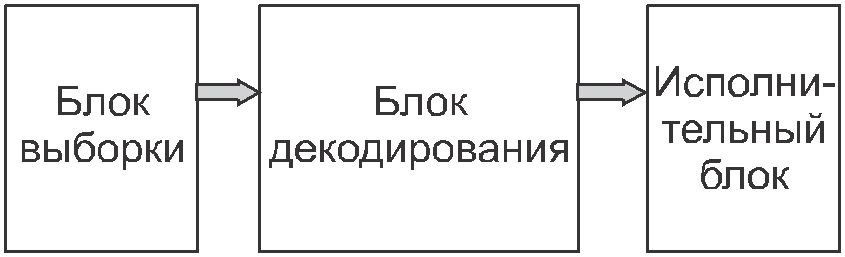 Блок
выборки
Блок
декодирования
Исполни-
тельный
блок